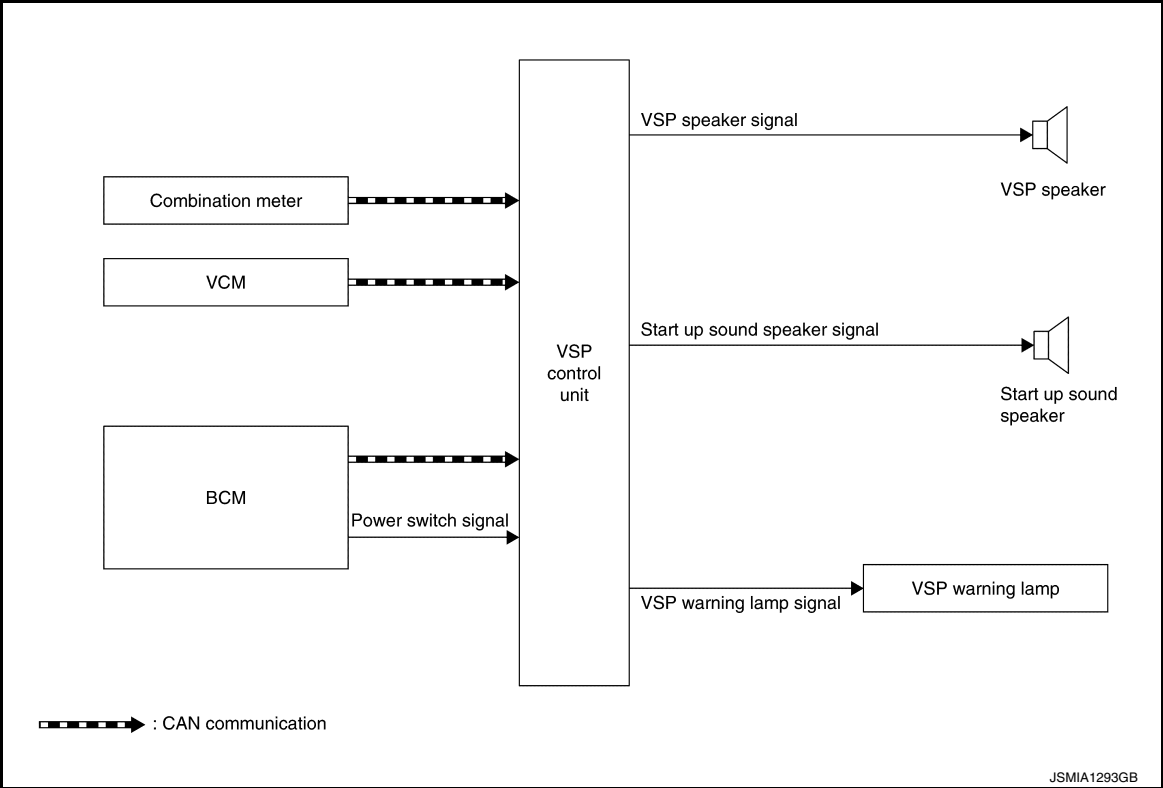 VSP speaker signal
VSP speaker
Combination meter
VCM
Start up sound speaker signal
VSP
control
unit
Start up sound
speaker
BCM
Power switch signal
VSP warning lamp
VSP warning lamp signal
: CAN communication
JSMIA1293GB